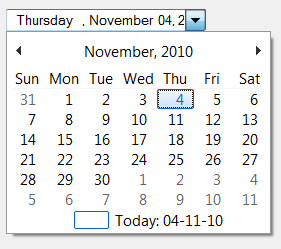 Thursday , November 04, 2
November, 2010
Sun Mon Tue Wed Thu Fri Sat
31 1 2 3 4 5 6
7 8 9 10 11 12 13
14 15 16 17 18 19 20
21 22 23 24 25 26 27
28 29 30 1 2 3 4
5 6 7 8 9 10 11
Today: 04-11-10